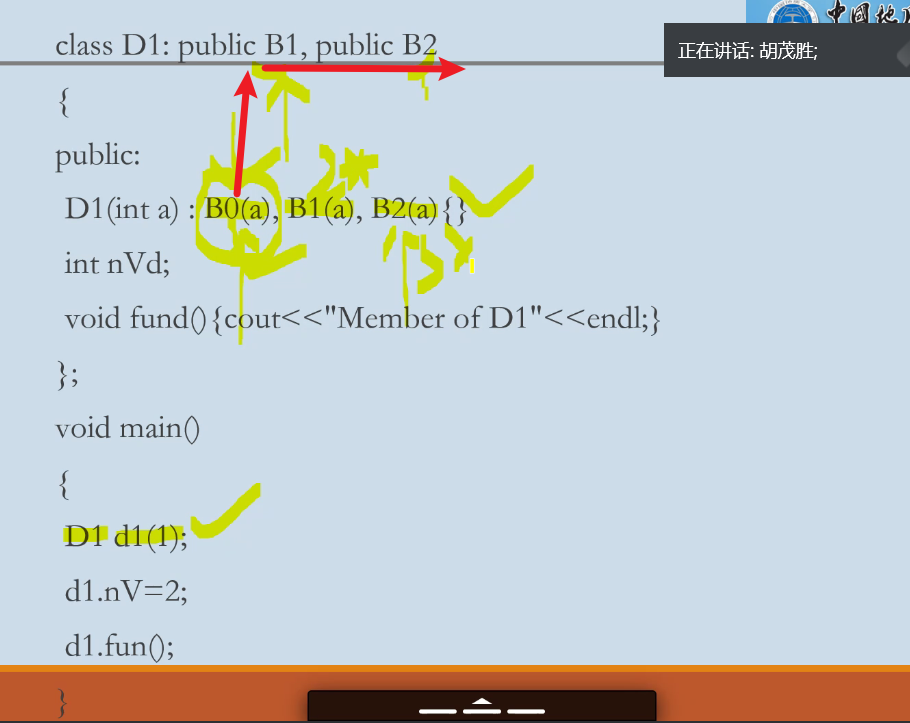 中國地
正在讲话: 胡茂胜;
class D1: public B1, public B2
{
public:
D1(int a) : B0(a), B1(a), B2(a){}
int nVd;
void fund(){cout<<"Member of D1"<<endl;}
};
void main()
{
D1 d1(1);
d1.nV=2;
d1.fun();
}